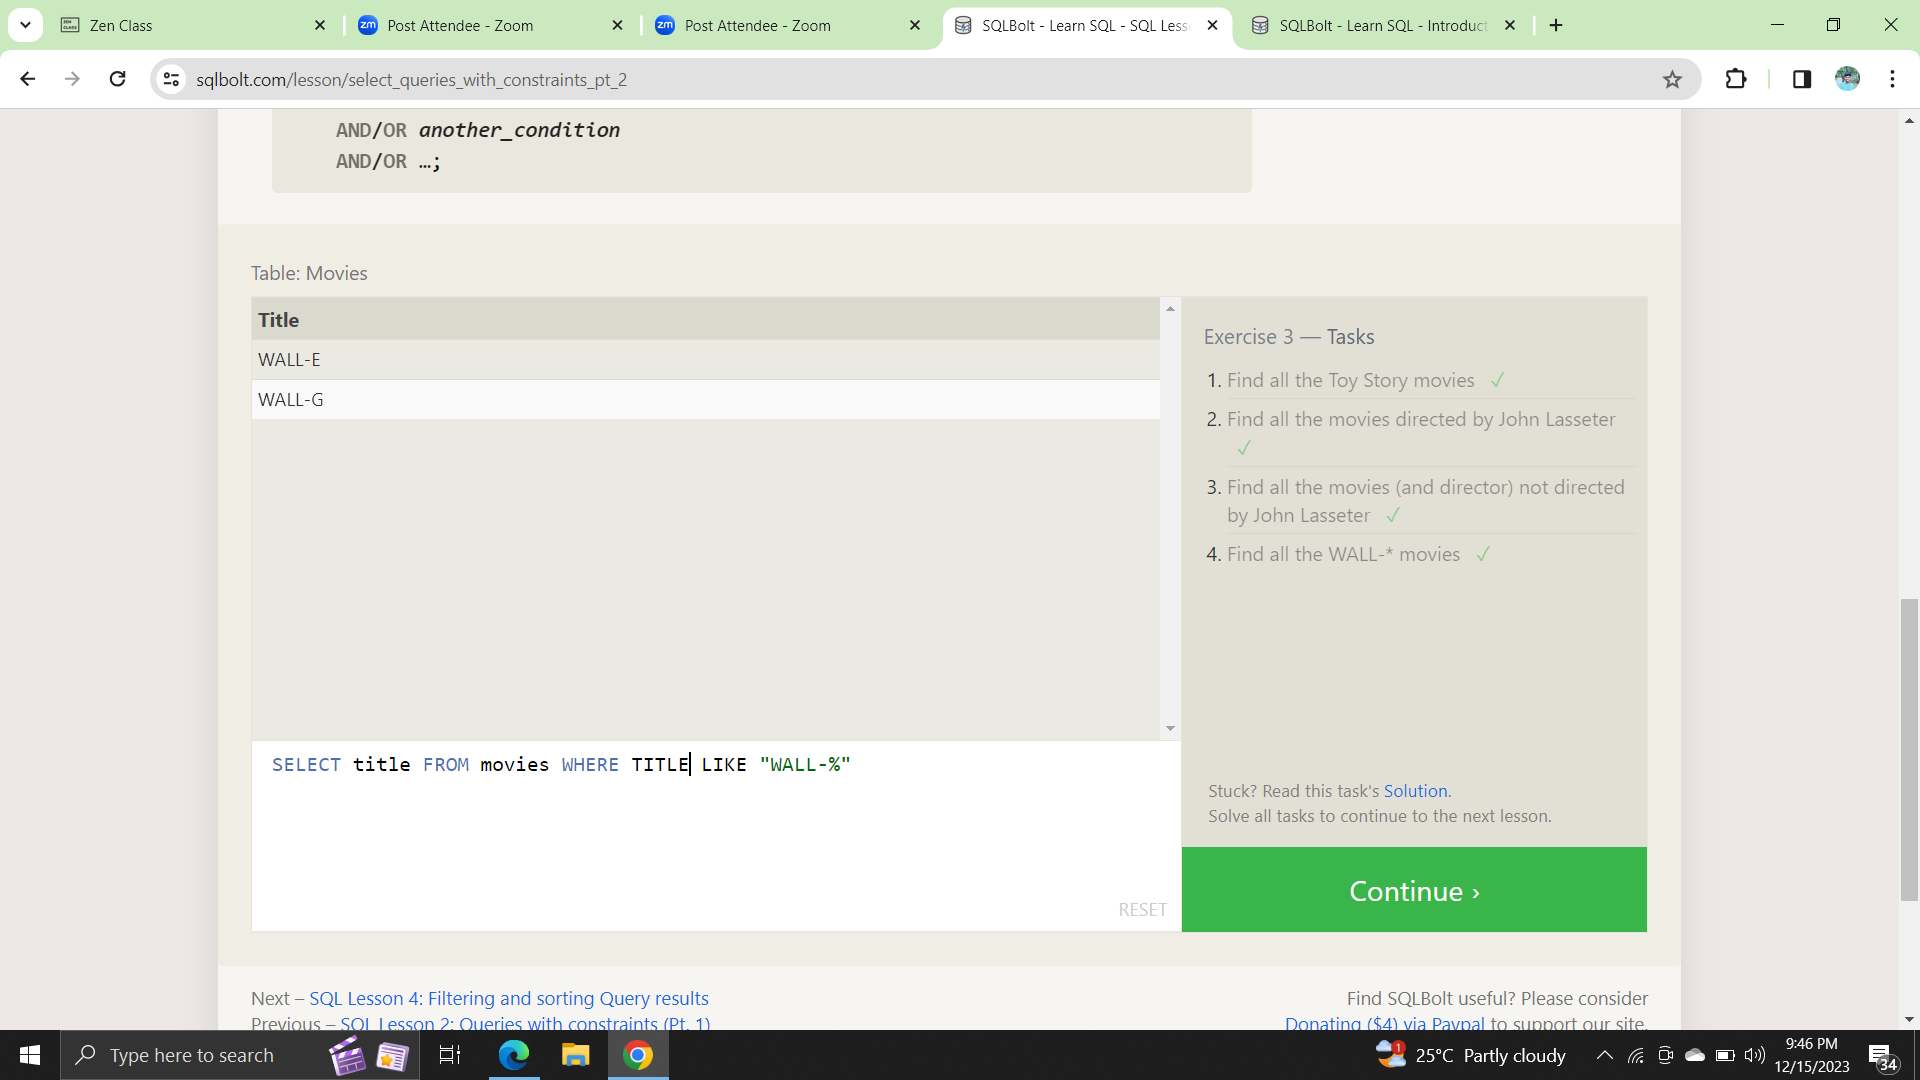 Zen Class
Post Attendee - Zoom
Post Attendee - Zoom
SQLBolt - Learn SQL - SQL Less
SQLBolt - Learn SQL - Introduct
sqlbolt.com/lesson/select_queries_with_constraints_pt_2
AND/OR another_condition
AND/OR …;
Table: Movies
Title
WALL-E
WALL-G
SELECT title FROM movies WHERE TITLE LIKE "WALL-%"
RESET
Exercise 3 — Tasks
1. Find all the Toy Story movies ✓
2. Find all the movies directed by John Lasseter
✓
3. Find all the movies (and director) not directed
by John Lasseter ✓
4. Find all the WALL-* movies ✓
Stuck? Read this task's Solution.
Solve all tasks to continue to the next lesson.
Continue ›
Next – SQL Lesson 4: Filtering and sorting Query results
Previous – SQL Lesson 2: Queries with constraints (Pt. 1)
Find SQLBolt useful? Please consider
Donating ($4) via Paypal to support our site.
Type here to search
1
25°C Partly cloudy
9:46 PM
12/15/2023
34